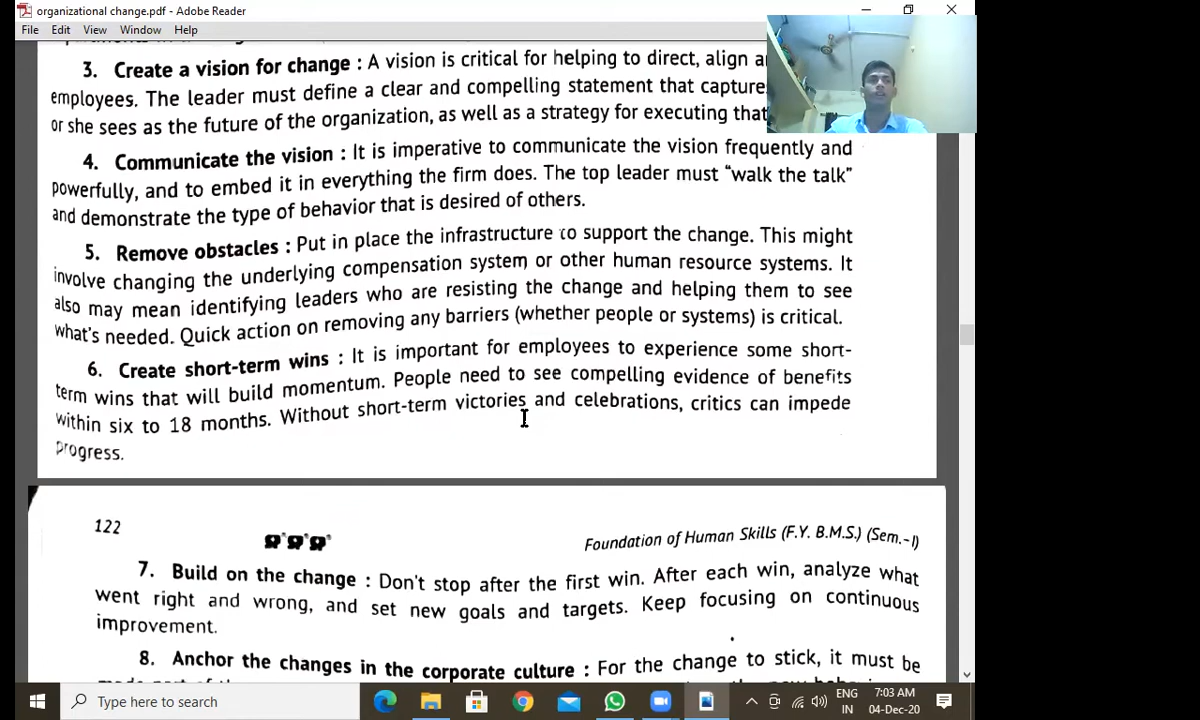 organizational change.pdf - Adobe Reader
File Edit View Window Help
3. Create a vision for change : A vision is critical for helping to direct, align
employees. The leader must define a clear and compelling statement that
or she sees as the future of the organization, as well as a strategy for executing
4. Communicate the vision : It is imperative to communicate the vision frequently and
powerfully, and to embed it in everything the firm does. The top leader must “walk the talk”
and demonstrate the type of behavior that is desired of others.
5. Remove obstacles : Put in place the infrastructure to support the change. This might
involve changing the underlying compensation system or other human resource systems. It
also may mean identifying leaders who are resisting the change and helping them to see
what's needed. Quick action on removing any barriers (whether people or systems) is critical.
6. Create short-term wins : It is important for employees to experience some short-
term wins that will build momentum. People need to see compelling evidence of benefits
within six to 18 months. Without short-term victories and celebrations, critics can impede
progress.
122
Foundation of Human Skills (F.Y. B.M.S.) (Sem.-I)
7. Build on the change : Don't stop after the first win. After each win, analyze what
went right and wrong, and set new goals and targets. Keep focusing on continuous
improvement.
8. Anchor the changes in the corporate culture : For the change to stick, it must be
Type here to search
ENG
7:03 AM
IN
04-Dec-20